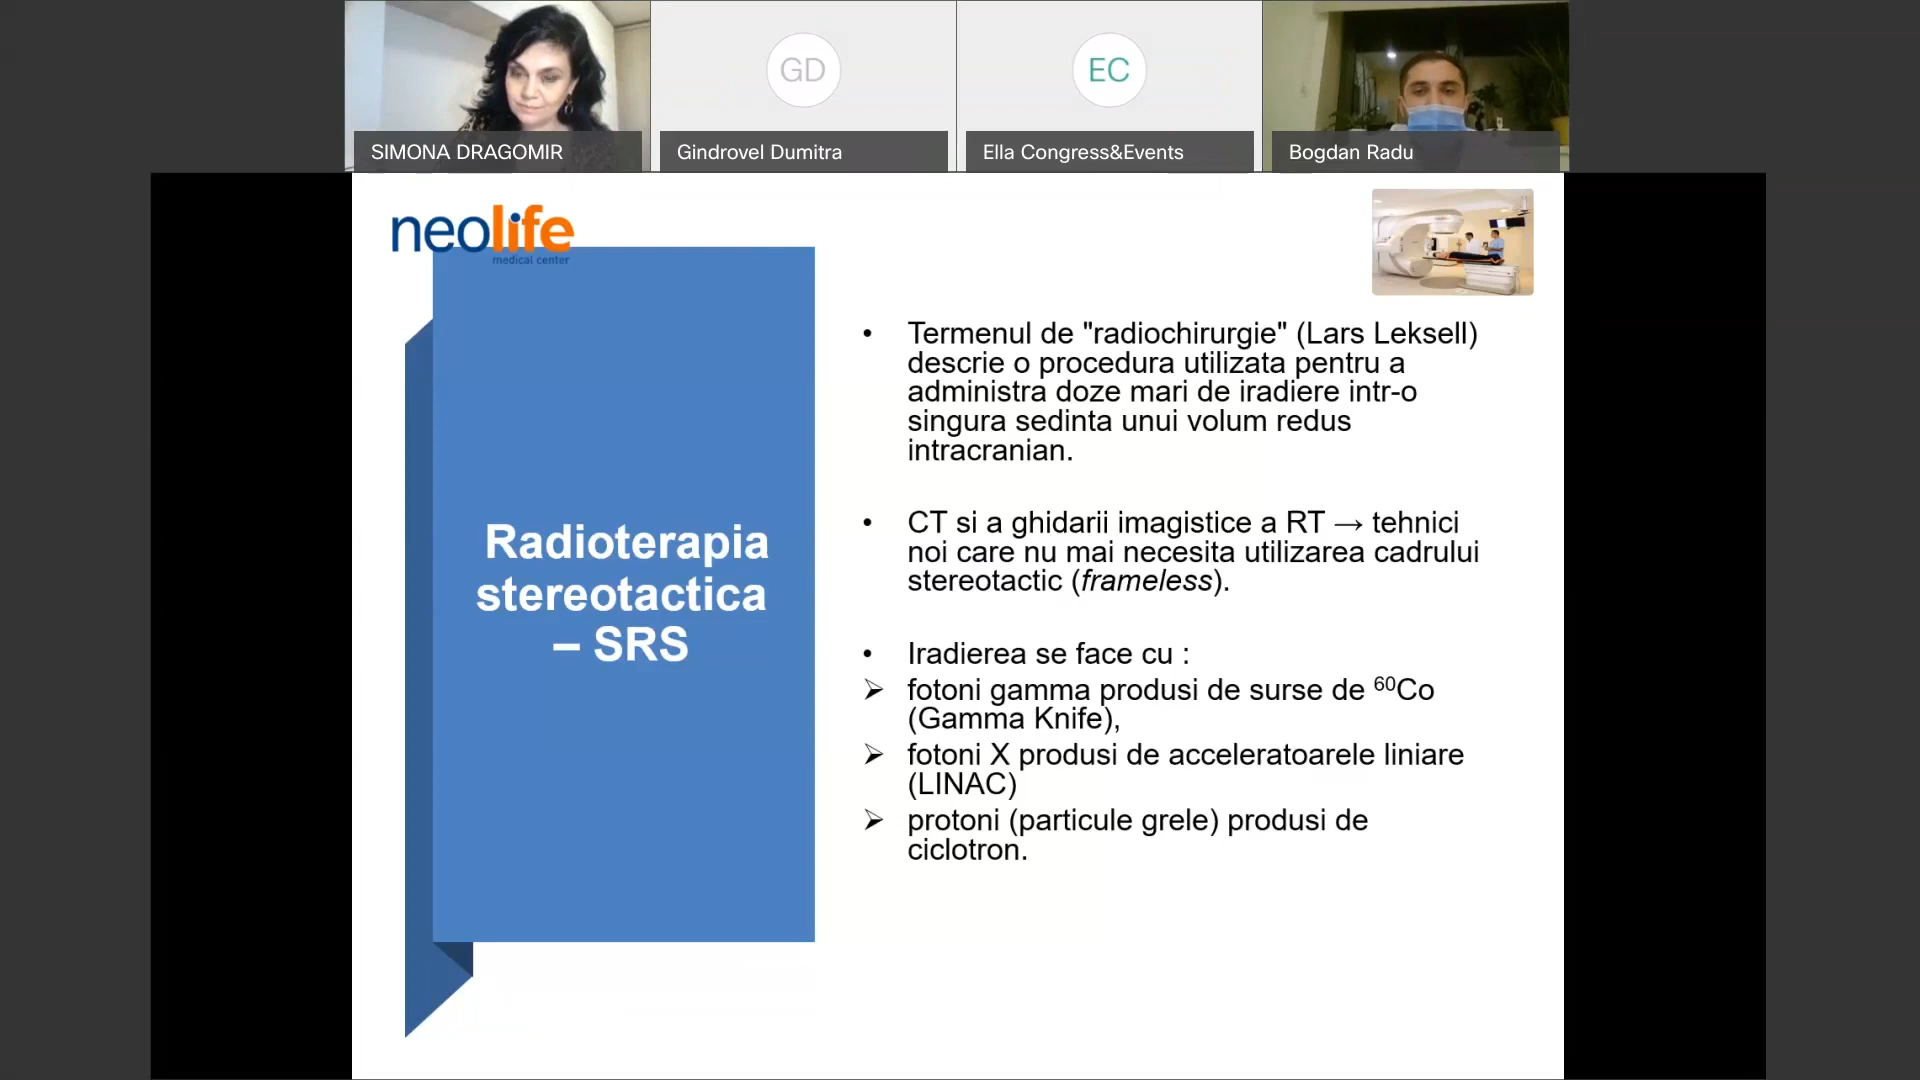 GD
EC
SIMONA DRAGOMIR
Gindrovel Dumitra
Ella Congress&Events
Bogdan Radu
neolife
medical center
Radioterapia
stereotactica
– SRS
• Termenul de "radiochirurgie" (Lars Leksell)
descrie o procedura utilizata pentru a
administra doze mari de iradiere intr-o
singura sedinta unui volum redus
intracranian.
• CT si a ghidarii imagistice a RT → tehnici
noi care nu mai necesita utilizarea cadrului
stereotactic (frameless).
• Iradierea se face cu :
➢ fotoni gamma produsi de surse de ⁶⁰Co
(Gamma Knife),
➢ fotoni X produsi de acceleratoarele liniare
(LINAC)
➢ protoni (particule grele) produsi de
ciclotron.